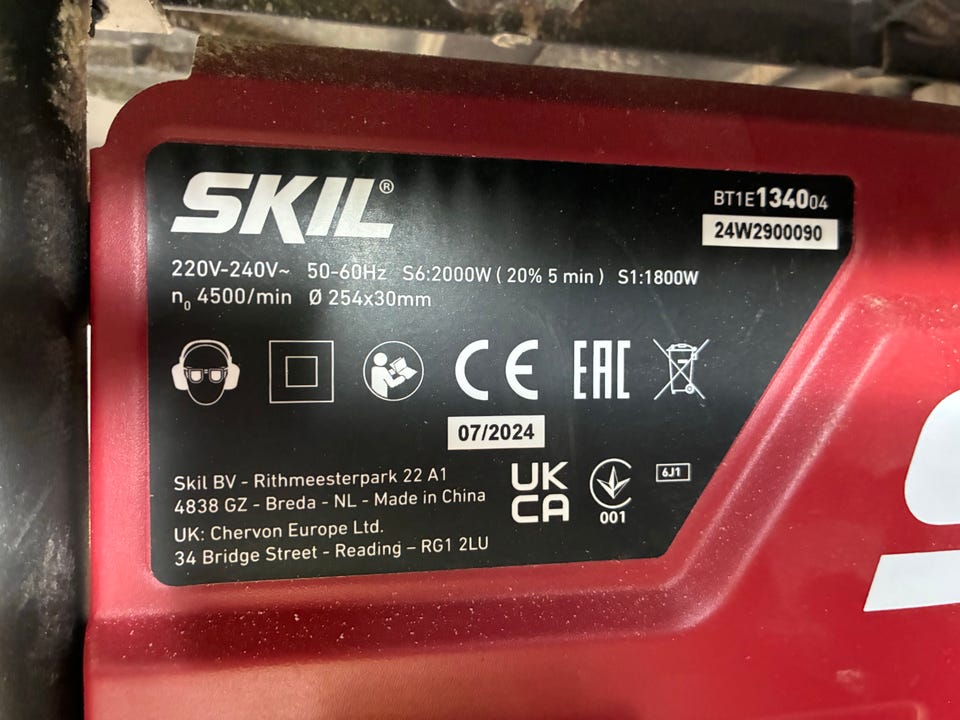 SKIL®
BT1E134004
24W2900090
220V-240V~ 50-60Hz S6:2000W ( 20% 5 min ) S1:1800W
n0 4500/min Ø 254x30mm
CE EAC
07/2024
Skil BV - Rithmeesterpark 22 A1
4838 GZ - Breda - NL - Made in China
UK: Chervon Europe Ltd.
34 Bridge Street - Reading – RG1 2LU
UK
CA
001
6J1